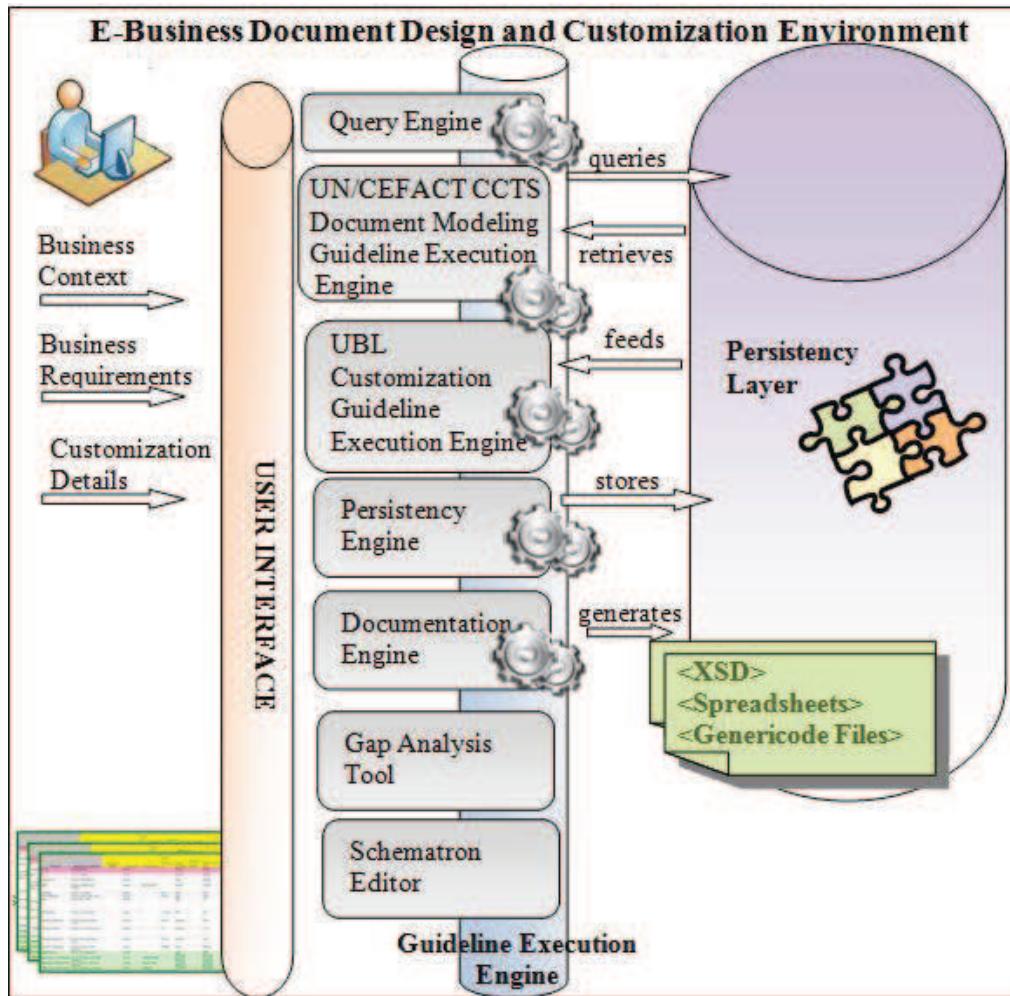 E-Business Document Design and Customization Environment
Business
Context
Business
Requirements
Customization
Details
USER INTERFACE
Query Engine
UN/CEFACT CCTS
Document Modeling
Guideline Execution
Engine
UBL
Customization
Guideline
Execution Engine
Persistency
Engine
Documentation
Engine
Gap Analysis
Tool
Schematron
Editor
Guideline Execution
Engine
queries
retrieves
feeds
stores
generates
Persistency
Layer
<XSD>
<Spreadsheets>
<Genericode Files>